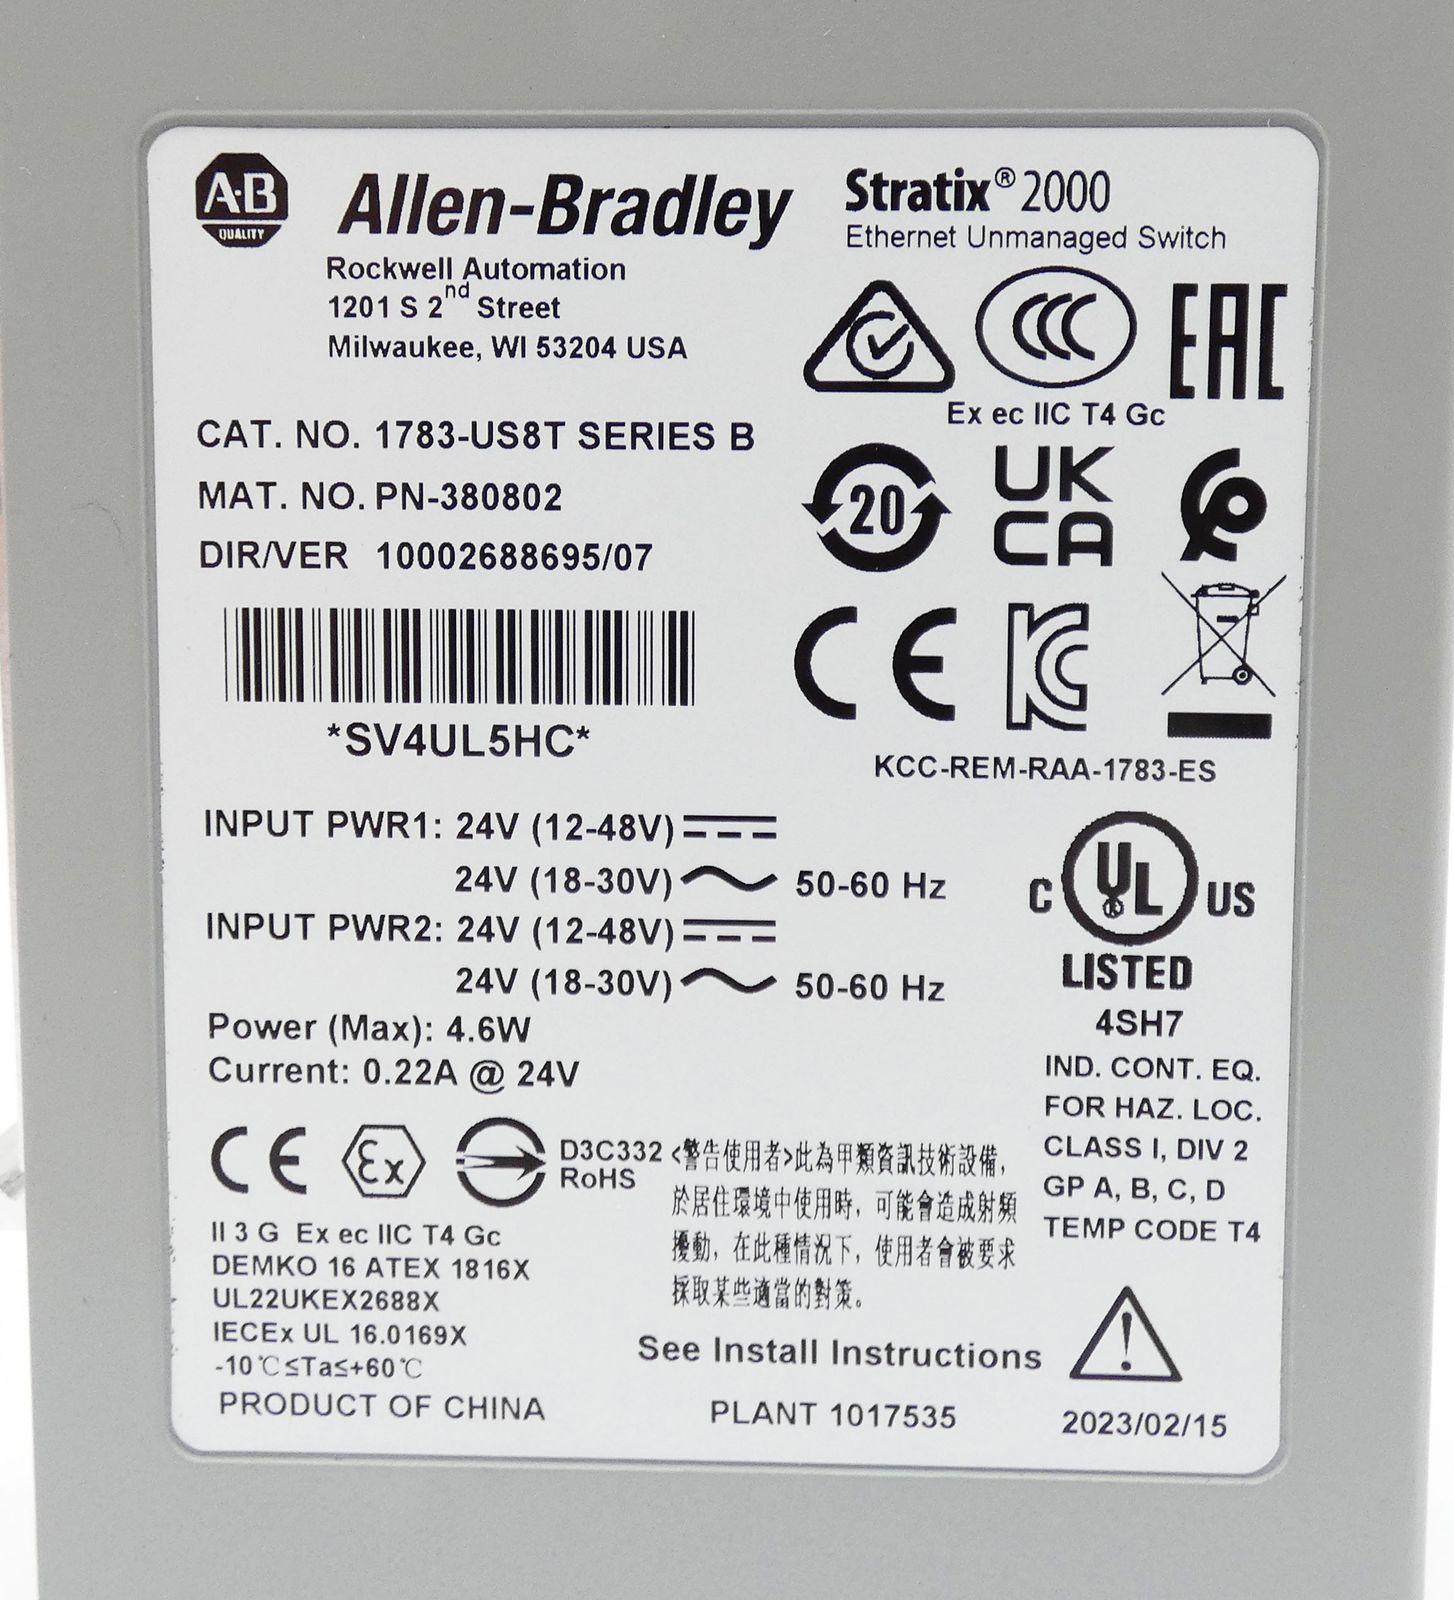 A·B
QUALITY
Allen-Bradley
Rockwell Automation
1201 S 2nd Street
Milwaukee, WI 53204 USA
Stratix® 2000
Ethernet Unmanaged Switch
EAC
Ex ec IIC T4 Gc
CAT. NO. 1783-US8T SERIES B
MAT. NO. PN-380802
DIR/VER 10002688695/07
20
UK
CA
*SV4UL5HC*
CE
KCC-REM-RAA-1783-ES
INPUT PWR1: 24V (12-48V)
24V (18-30V) 50-60 Hz
INPUT PWR2: 24V (12-48V)
24V (18-30V) 50-60 Hz
Power (Max): 4.6W
Current: 0.22A @ 24V
C UL® US
LISTED
4SH7
IND. CONT. EQ.
FOR HAZ. LOC.
CLASS I, DIV 2
GP A, B, C, D
TEMP CODE T4
CE Ex
D3C332
RoHS
<警告使用者>此為甲類資訊技術設備，
於居住環境中使用時，可能會造成射頻
擾動，在此種情況下，使用者會被要求
採取某些適當的對策。
II 3 G Ex ec IIC T4 Gc
DEMKO 16 ATEX 1816X
UL22UKEX2688X
IECEx UL 16.0169X
-10℃≤Ta≤+60℃
PRODUCT OF CHINA
See Install Instructions
!
PLANT 1017535
2023/02/15